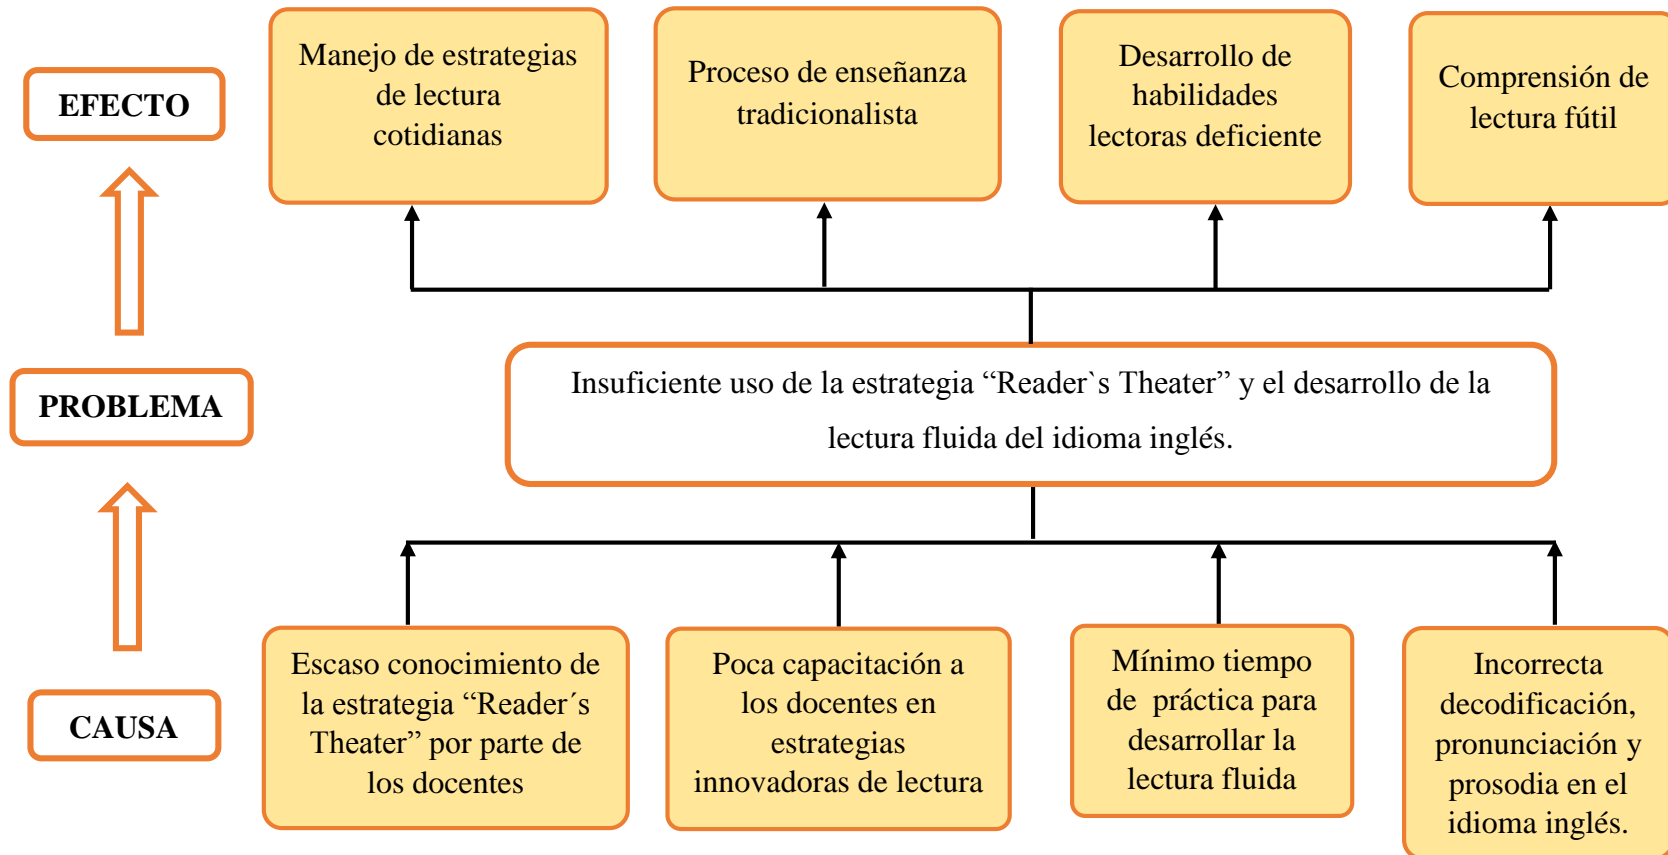 EFECTO
Manejo de estrategias
de lectura
cotidianas
Proceso de enseñanza
tradicionalista
Desarrollo de
habilidades
lectoras deficiente
Comprensión de
lectura fútil
PROBLEMA
Insuficiente uso de la estrategia “Reader`s Theater” y el desarrollo de la
lectura fluida del idioma inglés.
CAUSA
Escaso conocimiento de
la estrategia “Reader´s
Theater” por parte de
los docentes
Poca capacitación a
los docentes en
estrategias
innovadoras de lectura
Mínimo tiempo
de práctica para
desarrollar la
lectura fluida
Incorrecta
decodificación,
pronunciación y
prosodia en el
idioma inglés.